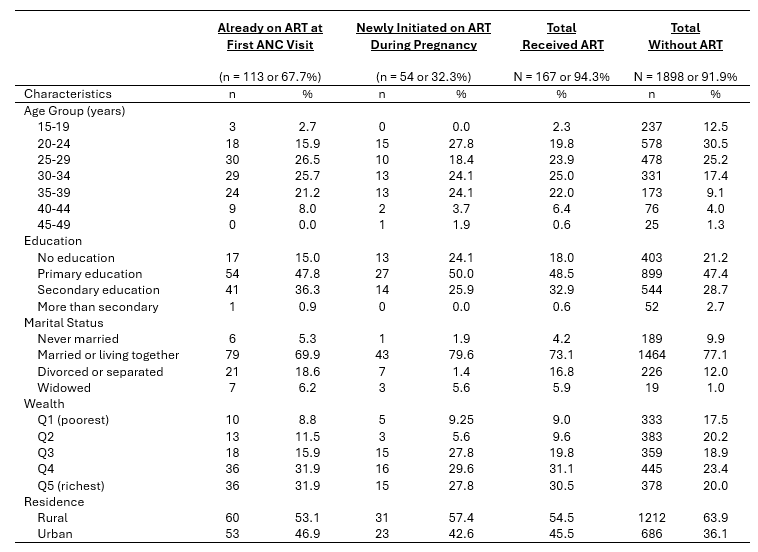 Already on ART at Newly Initiated on ART Total Total
First ANC Visit During Pregnancy Received ART Without ART
(n = 113 or 67.7%) (n = 54 or 32.3%) N = 167 or 94.3% N = 1898 or 91.9%
Characteristics n % n % % n %
Age Group (years)
15-19 3 2.7 0 0.0 2.3 237 12.5
20-24 18 15.9 15 27.8 19.8 578 30.5
25-29 30 26.5 10 18.4 23.9 478 25.2
30-34 29 25.7 13 24.1 25.0 331 17.4
35-39 24 21.2 13 24.1 22.0 173 9.1
40-44 9 8.0 2 3.7 6.4 76 4.0
45-49 0 0.0 1 1.9 0.6 25 1.3
Education
No education 17 15.0 13 24.1 18.0 403 21.2
Primary education 54 47.8 27 50.0 48.5 899 47.4
Secondary education 41 36.3 14 25.9 32.9 544 28.7
More than secondary 1 0.9 0 0.0 0.6 52 2.7
Marital Status
Never married 6 5.3 1 1.9 4.2 189 9.9
Married or living together 79 69.9 43 79.6 73.1 1464 77.1
Divorced or separated 21 18.6 7 1.4 16.8 226 12.0
Widowed 7 6.2 3 5.6 5.9 19 1.0
Wealth
Q1 (poorest) 10 8.8 5 9.25 9.0 333 17.5
Q2 13 11.5 3 5.6 9.6 383 20.2
Q3 18 15.9 15 27.8 19.8 359 18.9
Q4 36 31.9 16 29.6 31.1 445 23.4
Q5 (richest) 36 31.9 15 27.8 30.5 378 20.0
Residence
Rural 60 53.1 31 57.4 54.5 1212 63.9
Urban 53 46.9 23 42.6 45.5 686 36.1